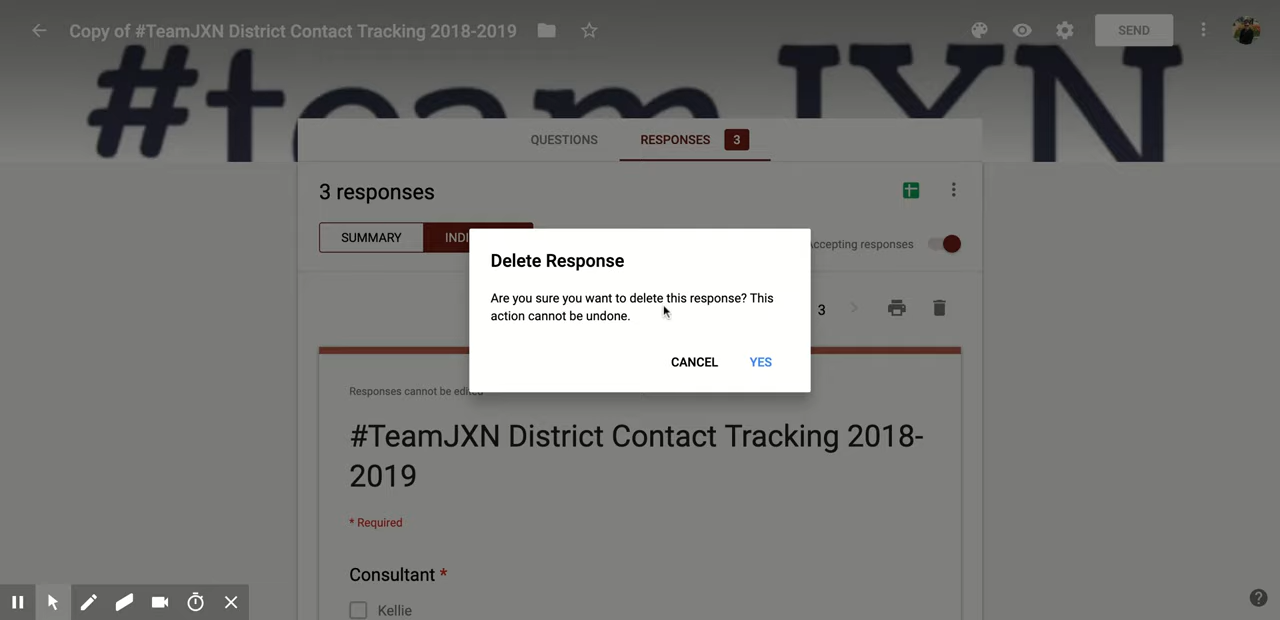 Copy of #TeamJXN District Contact Tracking 2018-2019
SEND
#teamJXN
QUESTIONS
RESPONSES 3
3 responses
SUMMARY
INDI
Accepting responses
Delete Response
Are you sure you want to delete this response? This
action cannot be undone.
CANCEL
YES
3
Responses cannot be edited
#TeamJXN District Contact Tracking 2018-
2019
* Required
Consultant *
Kellie